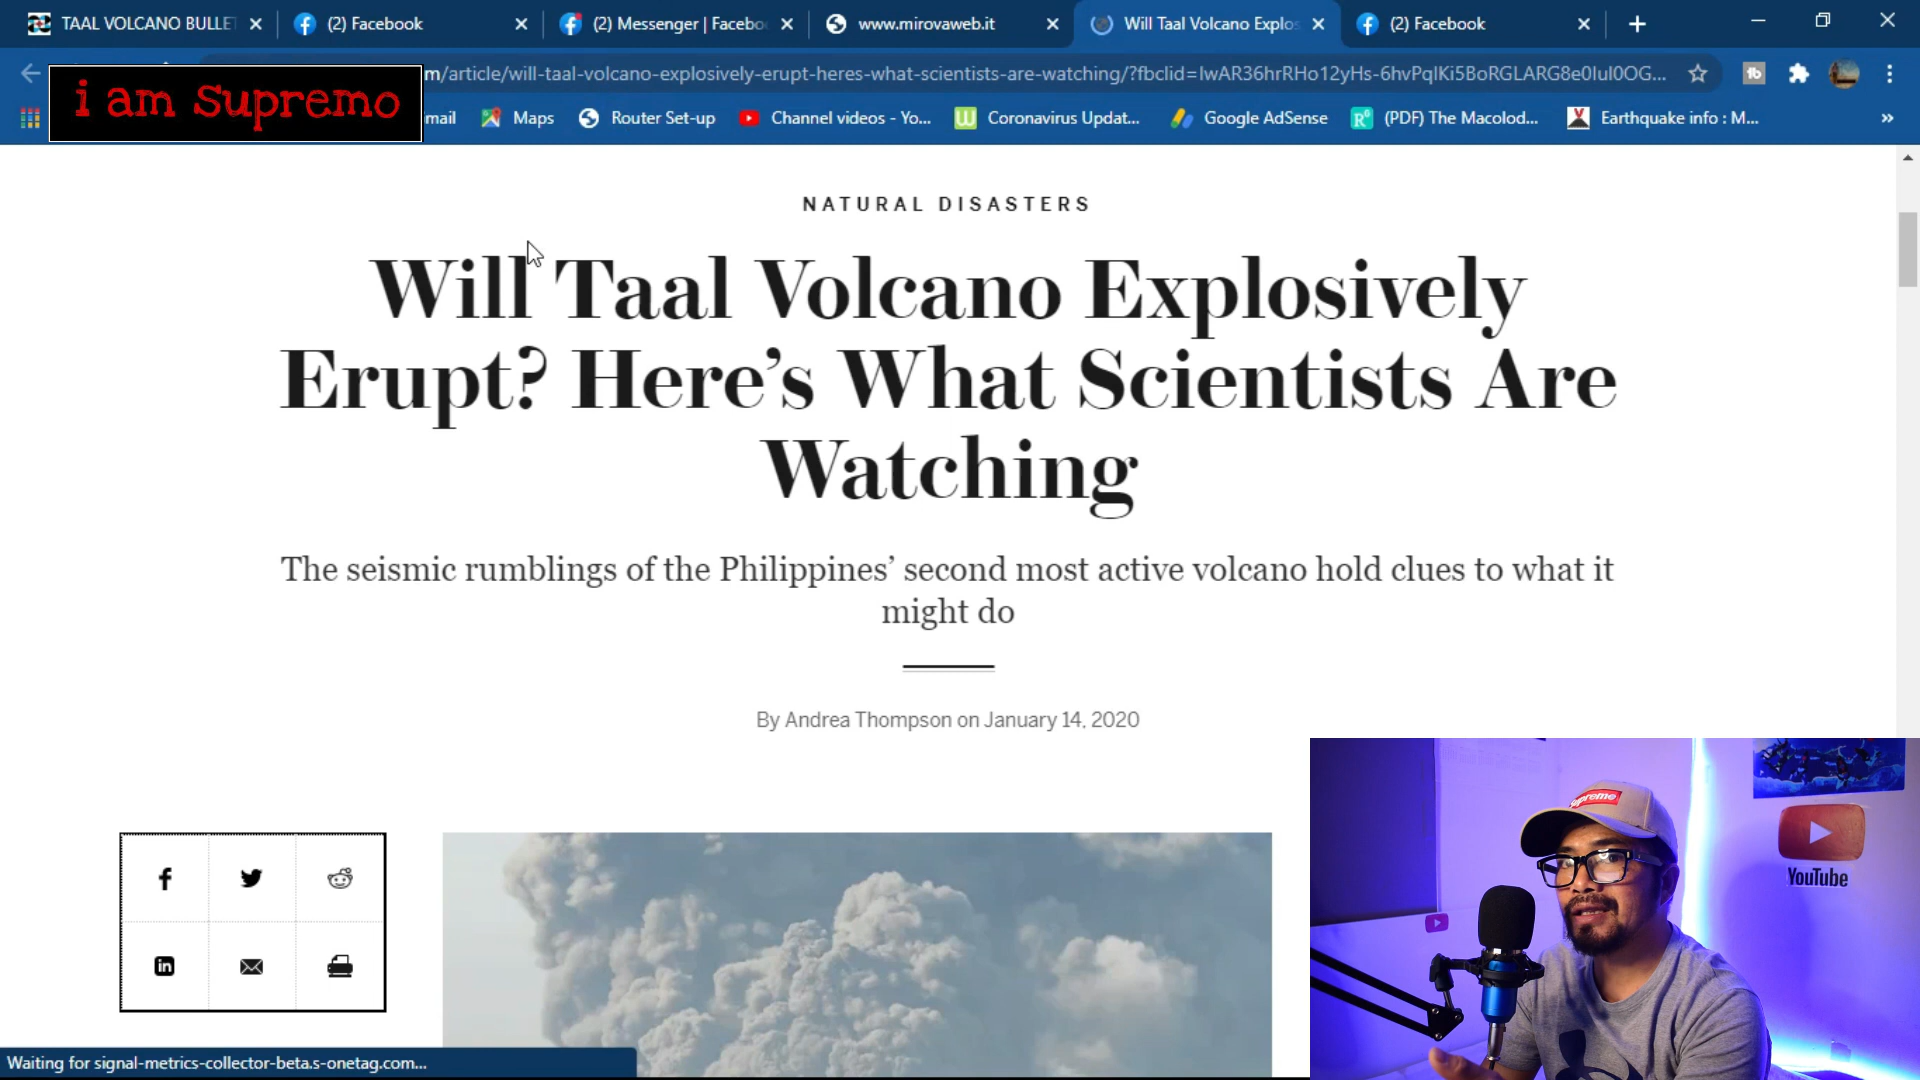 TAAL VOLCANO BULLE
(2) Facebook
(2) Messenger | Facebo
www.mirovaweb.it
Will Taal Volcano Explos
(2) Facebook
i am supremo
m/article/will-taal-volcano-explosively-erupt-heres-what-scientists-are-watching/?fbclid=IwAR36hrRHo12yHs-6hvPqIKi5BoRGLARG8e0IuI0OG...
mail
Maps
Router Set-up
Channel videos - Yo...
Coronavirus Updat...
Google AdSense
(PDF) The Macolod...
Earthquake info : M...
NATURAL DISASTERS
Will Taal Volcano Explosively
Erupt? Here’s What Scientists Are
Watching
The seismic rumblings of the Philippines’ second most active volcano hold clues to what it
might do
By Andrea Thompson on January 14, 2020
Supreme
YouTube
Waiting for signal-metrics-collector-beta.s-onetag.com...